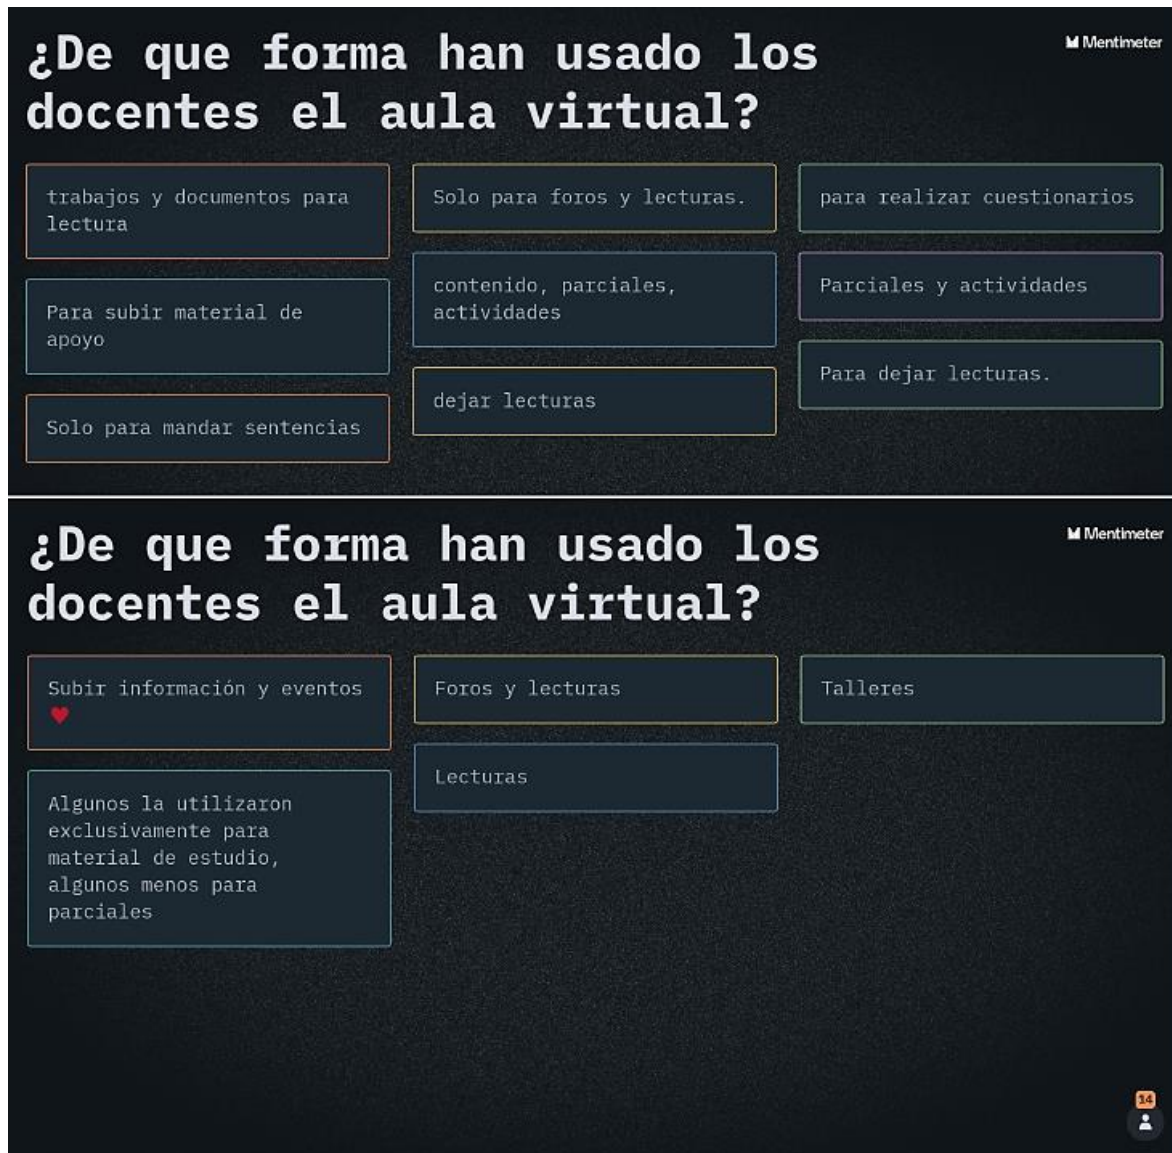 ¿De que forma han usado los
docentes el aula virtual?
Mentimeter
trabajos y documentos para
lectura
Para subir material de
apoyo
Solo para mandar sentencias
Solo para foros y lecturas.
contenido, parciales,
actividades
dejar lecturas
para realizar cuestionarios
Parciales y actividades
Para dejar lecturas.
¿De que forma han usado los
docentes el aula virtual?
Mentimeter
Subir información y eventos
❤️
Algunos la utilizaron
exclusivamente para
material de estudio,
algunos menos para
parciales
Foros y lecturas
Lecturas
Talleres
14